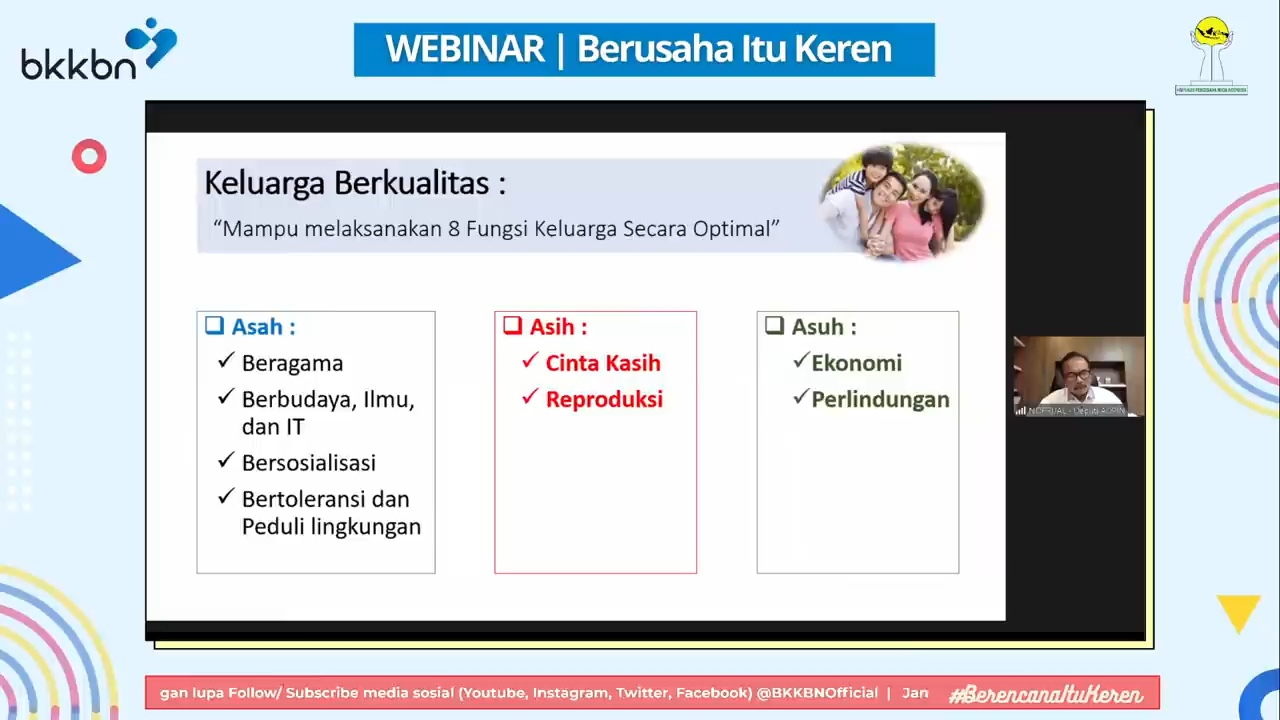 bkkbn
WEBINAR | Berusaha Itu Keren
Keluarga Berkualitas :
“Mampu melaksanakan 8 Fungsi Keluarga Secara Optimal”
Asah :
Beragama
Berbudaya, Ilmu,
dan IT
Bersosialisasi
Bertoleransi dan
Peduli lingkungan
Asih :
Cinta Kasih
Reproduksi
Asuh :
Ekonomi
Perlindungan
gan lupa Follow/ Subscribe media sosial (Youtube, Instagram, Twitter, Facebook) @BKKBNOfficial | Jan
#BerencanaItuKeren